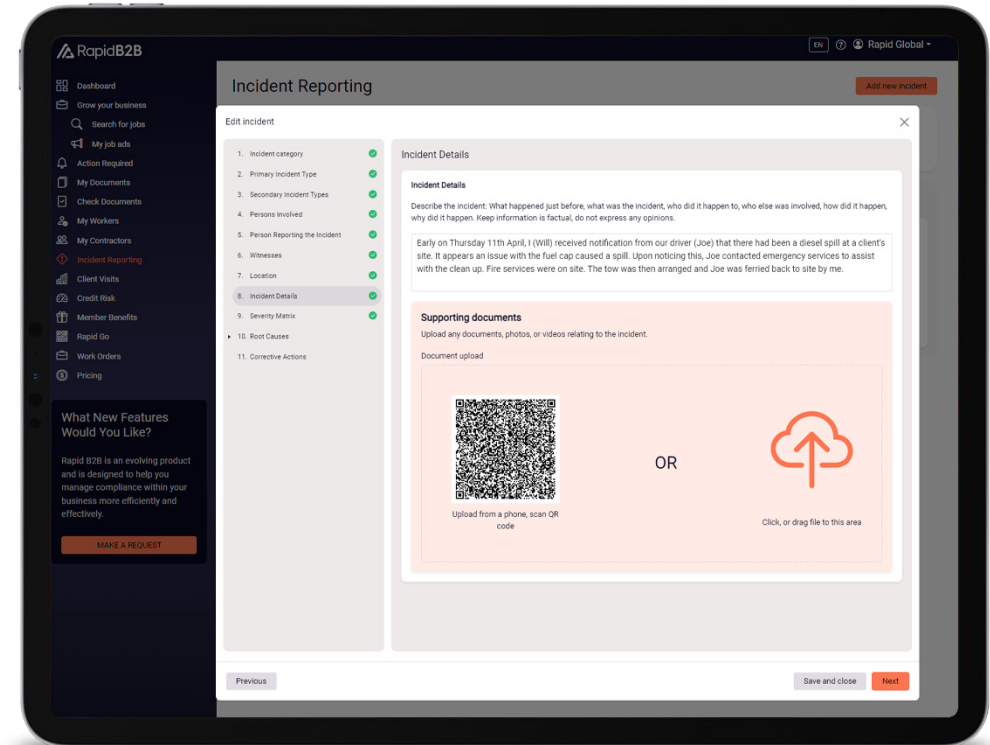 RapidB2B
EN
Rapid Global
Dashboard
Grow your business
Search for jobs
My job ads
Action Required
My Documents
Check Documents
My Workers
My Contractors
Incident Reporting
Client Visits
Credit Risk
Member Benefits
Rapid Go
Work Orders
Pricing
What New Features
Would You Like?
Rapid B2B is an evolving product
and is designed to help you
manage compliance within your
business more efficiently and
effectively.
MAKE A REQUEST
Incident Reporting
Add new incident
Edit incident
1. Incident category
2. Primary Incident Type
3. Secondary Incident Types
4. Persons Involved
5. Person Reporting the Incident
6. Witnesses
7. Location
8. Incident Details
9. Severity Matrix
10. Root Causes
11. Corrective Actions
Incident Details
Incident Details
Describe the incident: What happened just before, what was the incident, who did it happen to, who else was involved, how did it happen,
why did it happen. Keep information is factual, do not express any opinions.
Early on Thursday 11th April, I (Will) received notification from our driver (Joe) that there had been a diesel spill at a client's
site. It appears an issue with the fuel cap caused a spill. Upon noticing this, Joe contacted emergency services to assist
with the clean up. Fire services were on site. The tow was then arranged and Joe was ferried back to site by me.
Supporting documents
Upload any documents, photos, or videos relating to the incident.
Document upload
Upload from a phone, scan QR
code
OR
Click, or drag file to this area
Previous
Save and close
Next